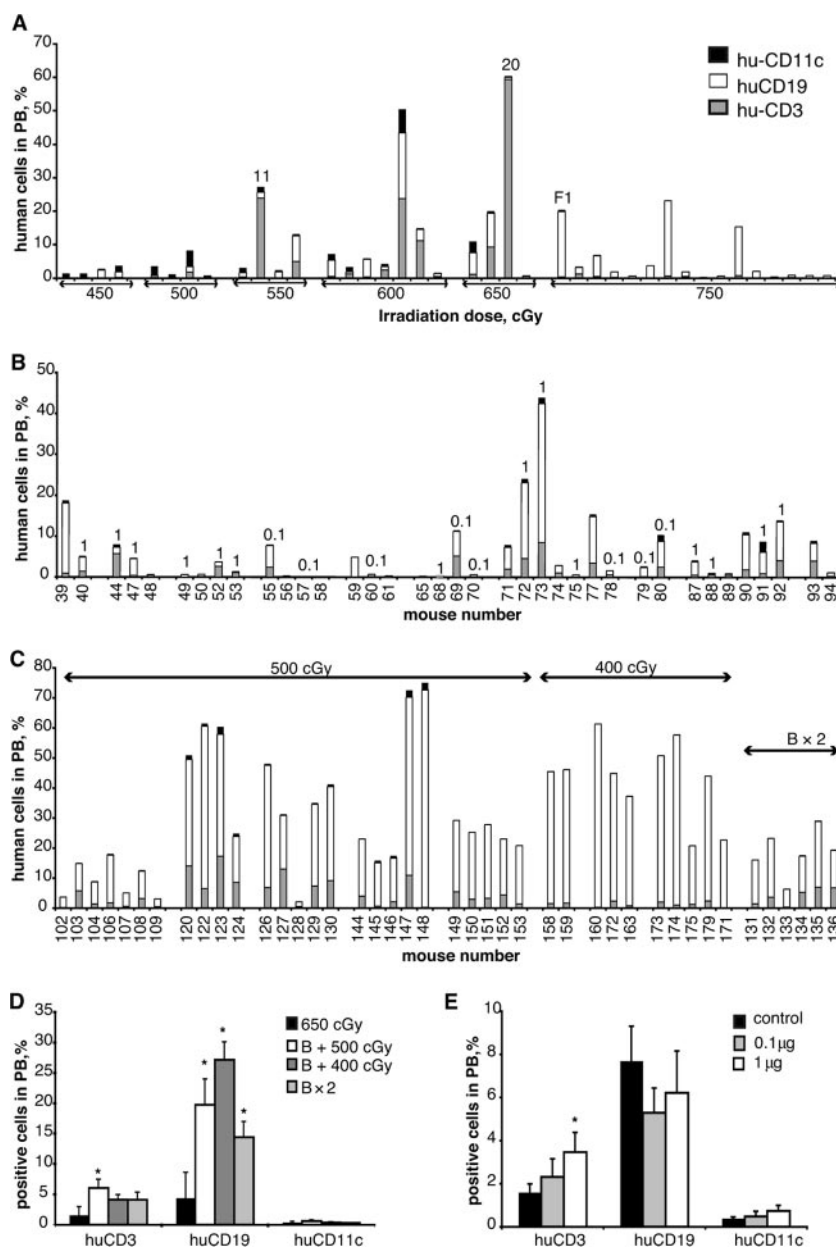 A
human cells in PB, %
70
60
50
40
30
20
10
0
11
20
F1
hu-CD11c
huCD19
hu-CD3
450 500 550 600 650 750
Irradiation dose, cGy
B
human cells in PB, %
50
40
30
20
10
0
1 1 1 1 1 0.1 0.1 0.1 1 0.1 0.1 1 1 1 0.1 0.1 0.1 1 1 1 1
39 40 44 47 48 49 50 52 53 55 56 57 58 59 60 61 65 68 69 70 71 72 73 74 75 77 78 79 80 87 88 89 90 91 92 93 94
mouse number
C
human cells in PB, %
80
70
60
50
40
30
20
10
0
500 cGy
400 cGy
B × 2
102 103 104 106 107 108 109 120 122 123 124 126 127 128 129 130 144 145 146 147 148 149 150 151 152 153 158 159 160 172 163 173 174 175 179 171 131 132 133 134 135 136
mouse number
D
positive cells in PB,%
35
30
25
20
15
10
5
0
* * * *
650 cGy
B + 500 cGy
B + 400 cGy
B × 2
huCD3 huCD19 huCD11c
E
positive cells in PB,%
10
8
6
4
2
0
*
control
0.1µg
1 µg
huCD3 huCD19 huCD11c